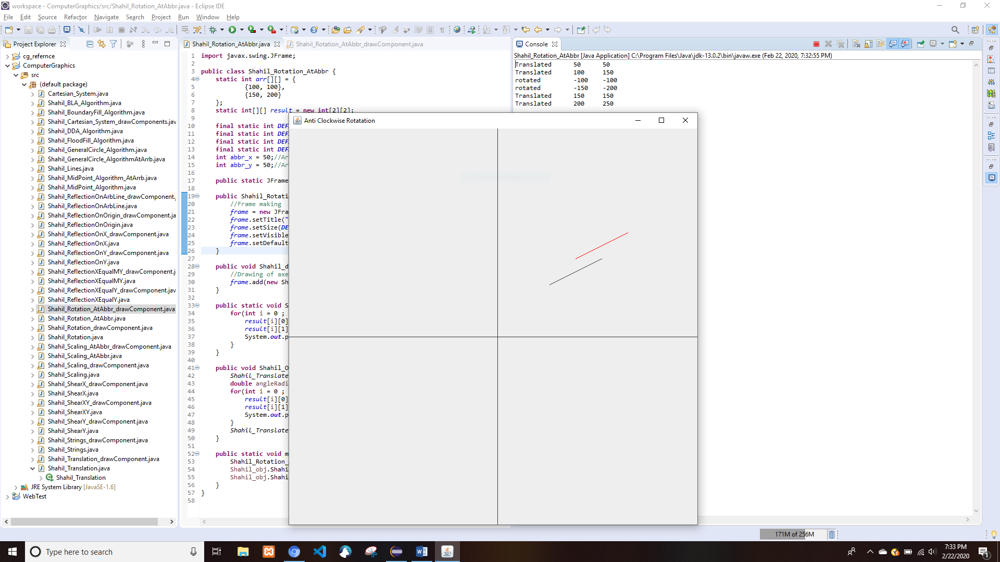 workspace - ComputerGraphics/src/Shahil_Rotation_AtAbbr.java - Eclipse IDE
File Edit Source Refactor Navigate Search Project Run Window Help
Project Explorer
cg_refernce
ComputerGraphics
src
(default package)
Cartesian_System.java
Shahil_BLA_Algorithm.java
Shahil_BoundaryFill_Algorithm.java
Shahil_Cartesian_System_drawComponents.jav
Shahil_DDA_Algorithm.java
Shahil_FloodFill_Algorithm.java
Shahil_GeneralCircle_Algorithm.java
Shahil_GeneralCircle_AlgorithmAtArrb.java
Shahil_Lines.java
Shahil_MidPoint_Algorithm_AtArrb.java
Shahil_MidPoint_Algorithm.java
Shahil_ReflectionOnArbLine_drawComponent.
Shahil_ReflectionOnArbLine.java
Shahil_ReflectionOnOrigin_drawComponent.ja
Shahil_ReflectionOnOrigin.java
Shahil_ReflectionOnX_drawComponent.java
Shahil_ReflectionOnX.java
Shahil_ReflectionOnY_drawComponent.java
Shahil_ReflectionOnY.java
Shahil_ReflectionXEqualMY_drawComponent.j
Shahil_ReflectionXEqualMY.java
Shahil_ReflectionXEqualY_drawComponent.jav
Shahil_ReflectionXEqualY.java
Shahil_Rotation_AtAbbr_drawComponent.java
Shahil_Rotation_AtAbbr.java
Shahil_Rotation_drawComponent.java
Shahil_Rotation.java
Shahil_Scaling_AtAbbr_drawComponent.java
Shahil_Scaling_AtAbbr.java
Shahil_Scaling_drawComponent.java
Shahil_Scaling.java
Shahil_ShearX_drawComponent.java
Shahil_ShearX.java
Shahil_ShearXY_drawComponent.java
Shahil_ShearXY.java
Shahil_ShearY_drawComponent.java
Shahil_ShearY.java
Shahil_Strings_drawComponent.java
Shahil_Strings.java
Shahil_Translation_drawComponent.java
Shahil_Translation.java
Shahil_Translation
JRE System Library [JavaSE-1.6]
WebTest
Shahil_Rotation_AtAbbr.java Shahil_Rotation_AtAbbr_drawComponent.java
1 import javax.swing.JFrame;
2
3 public class Shahil_Rotation_AtAbbr {
4 static int arr[][] = {
5 {100, 100},
6 {150, 200}
7 };
8 static int[][] result = new int[2][2];
9
10 final static int DEF
11 final static int DEF
12 final static int DEF
13 final static int DEF
14 int abbr_x = 50;//Ar
15 int abbr_y = 50;//Ar
16
17 public static JFrame
18
19 public Shahil_Rotatio
20 //Frame making
21 frame = new JFra
22 frame.setTitle("
23 frame.setSize(DE
24 frame.setVisible
25 frame.setDefault
26 }
27
28 public void Shahil_d
29 //Drawing of axe
30 frame.add(new Sh
31 }
32
33 public static void S
34 for(int i = 0 ;
35 result[i][0]
36 result[i][1]
37 System.out.p
38 }
39 }
40
41 public void Shahil_O
42 Shahil_Translate
43 double angleRadi
44 for(int i = 0 ;
45 result[i][0]
46 result[i][1]
47 System.out.p
48 }
49 Shahil_Translate
50 }
51
52 public static void m
53 Shahil_Rotation_
54 Shahil_obj.Shahi
55 Shahil_obj.Shahi
56 }
57 }
58
Console
Shahil_Rotation_AtAbbr [Java Application] C:\Program Files\Java\jdk-13.0.2\bin\javaw.exe (Feb 22, 2020, 7:32:55 PM)
Translated 50 50
Translated 100 150
rotated -100 -100
rotated -150 -200
Translated 150 150
Translated 200 250
Anti Clockwise Rotatation
171M of 256M
Type here to search
7:33 PM
2/22/2020
1